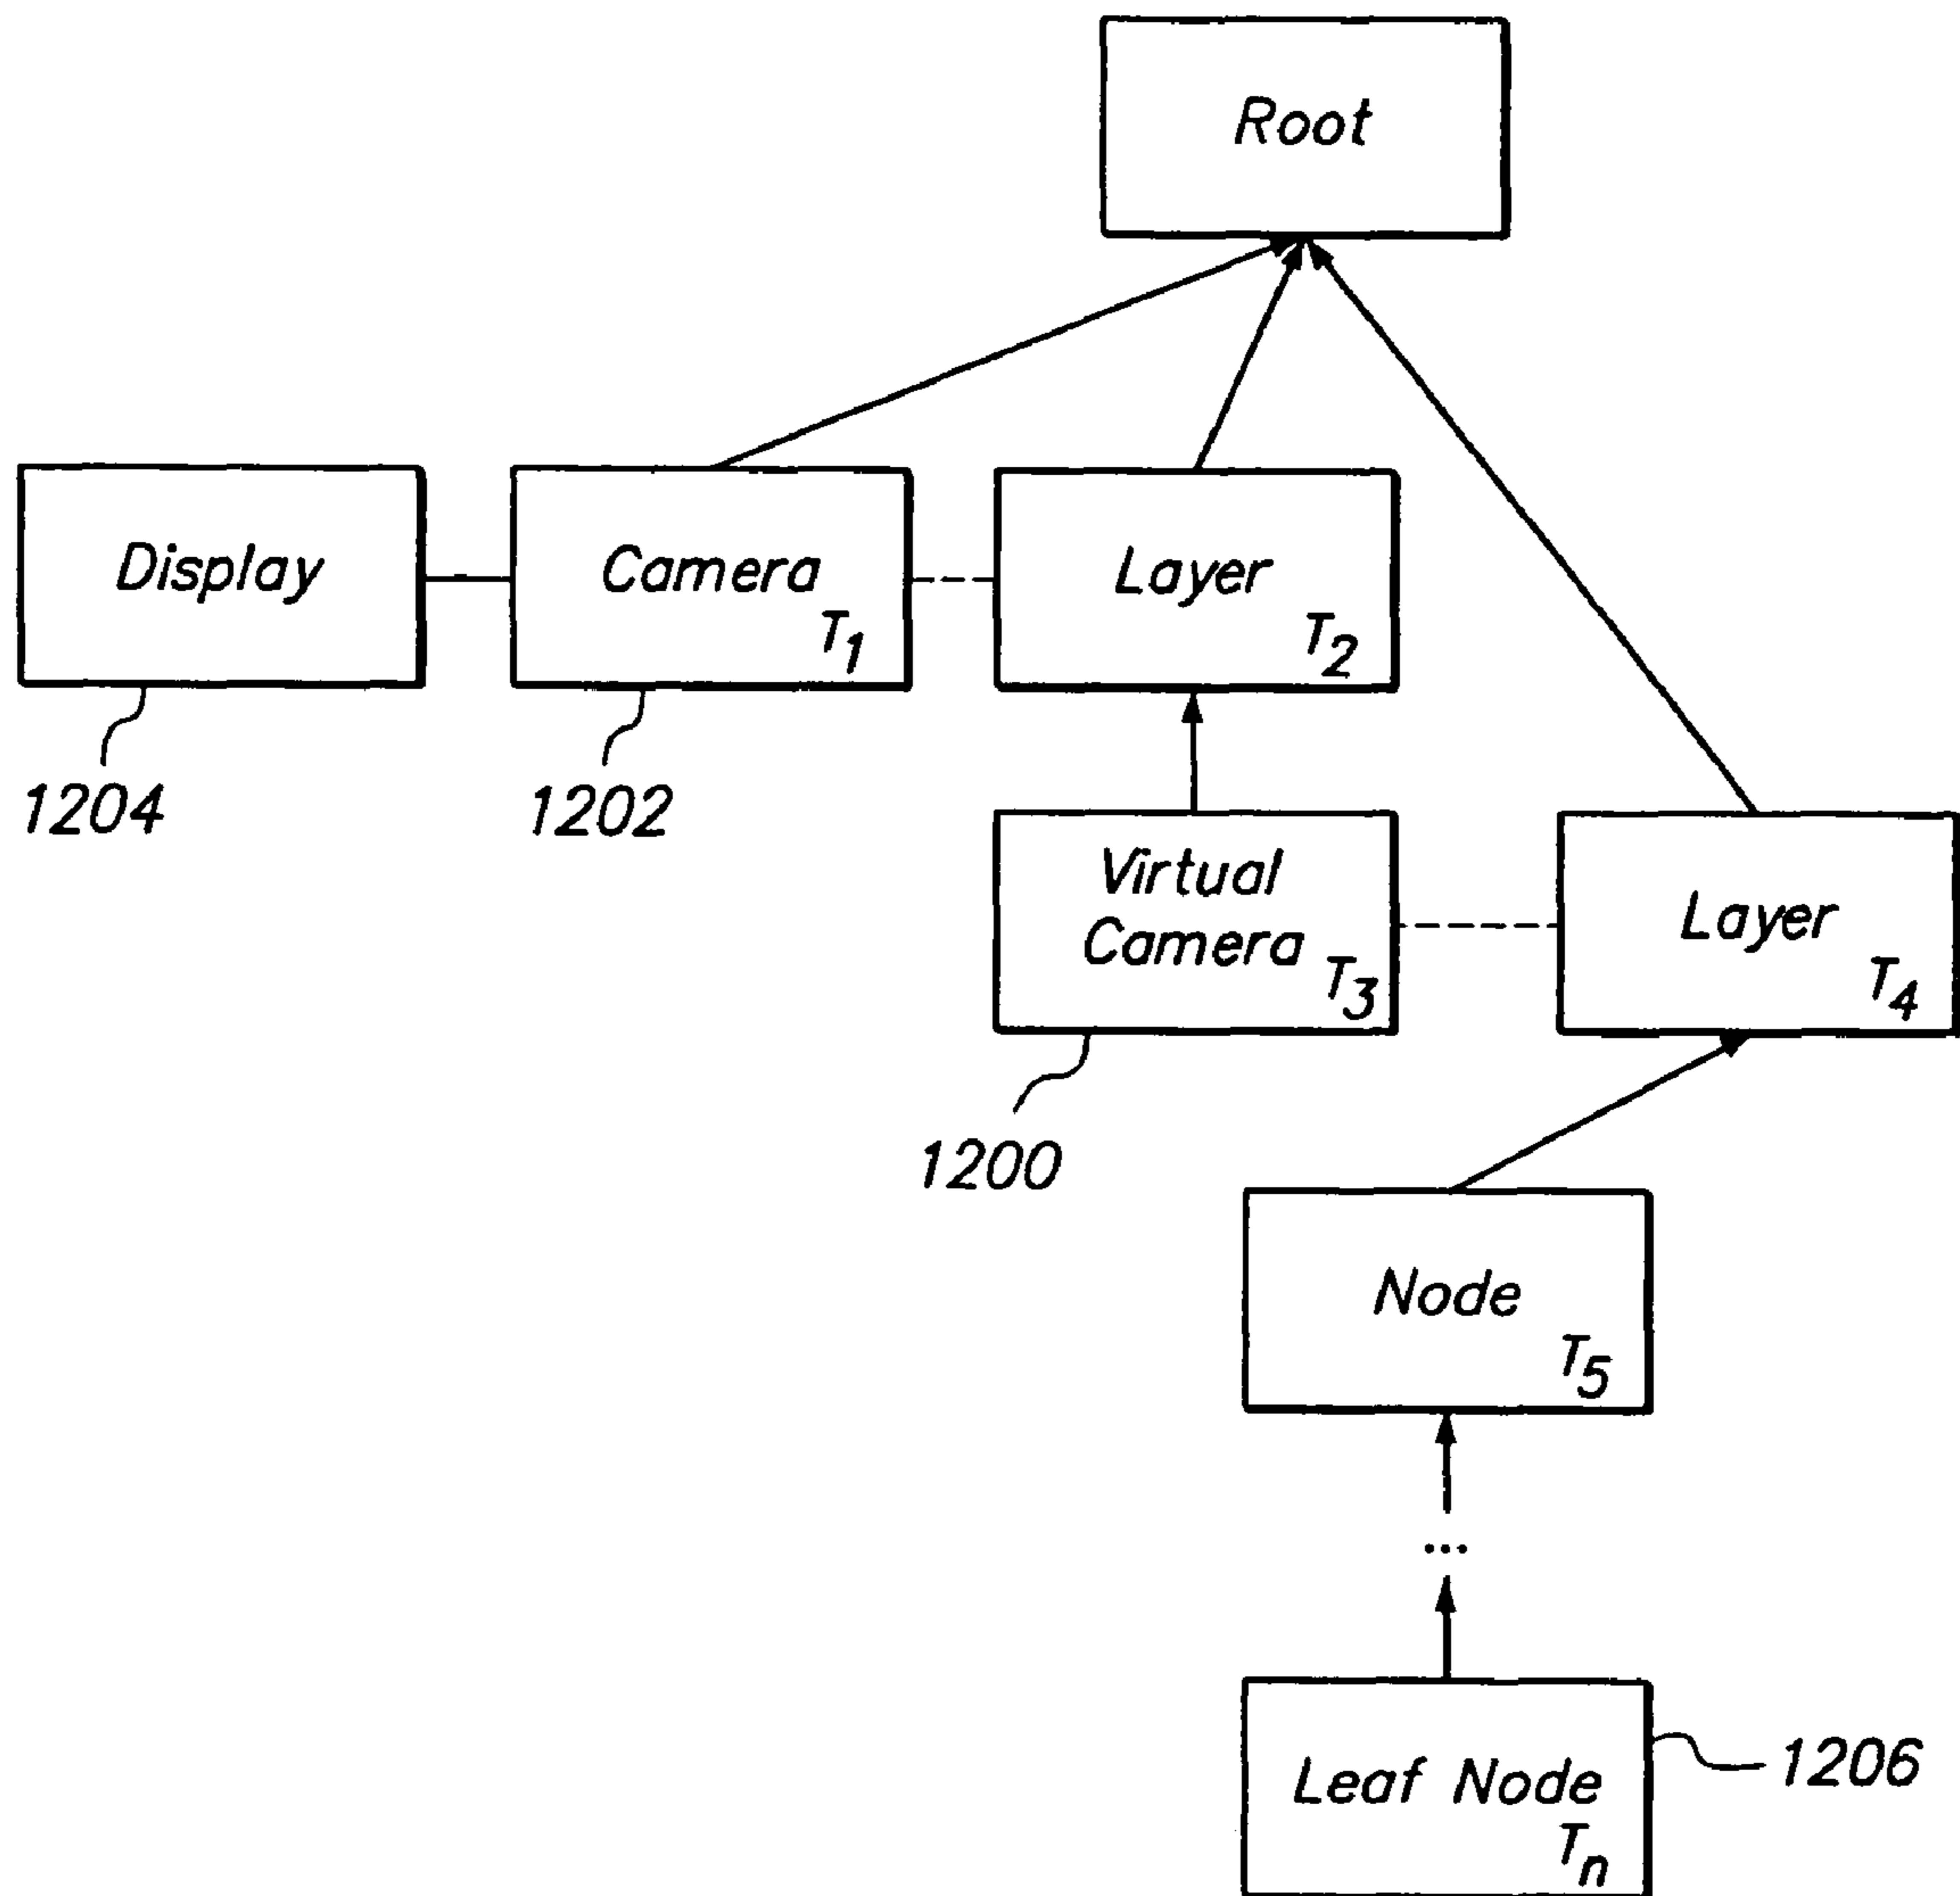 Root
Display
Camera
T1
Layer
T2
1204
1202
Virtual
Camera
T3
Layer
T4
1200
Node
T5
...
Leaf Node
Tn
1206